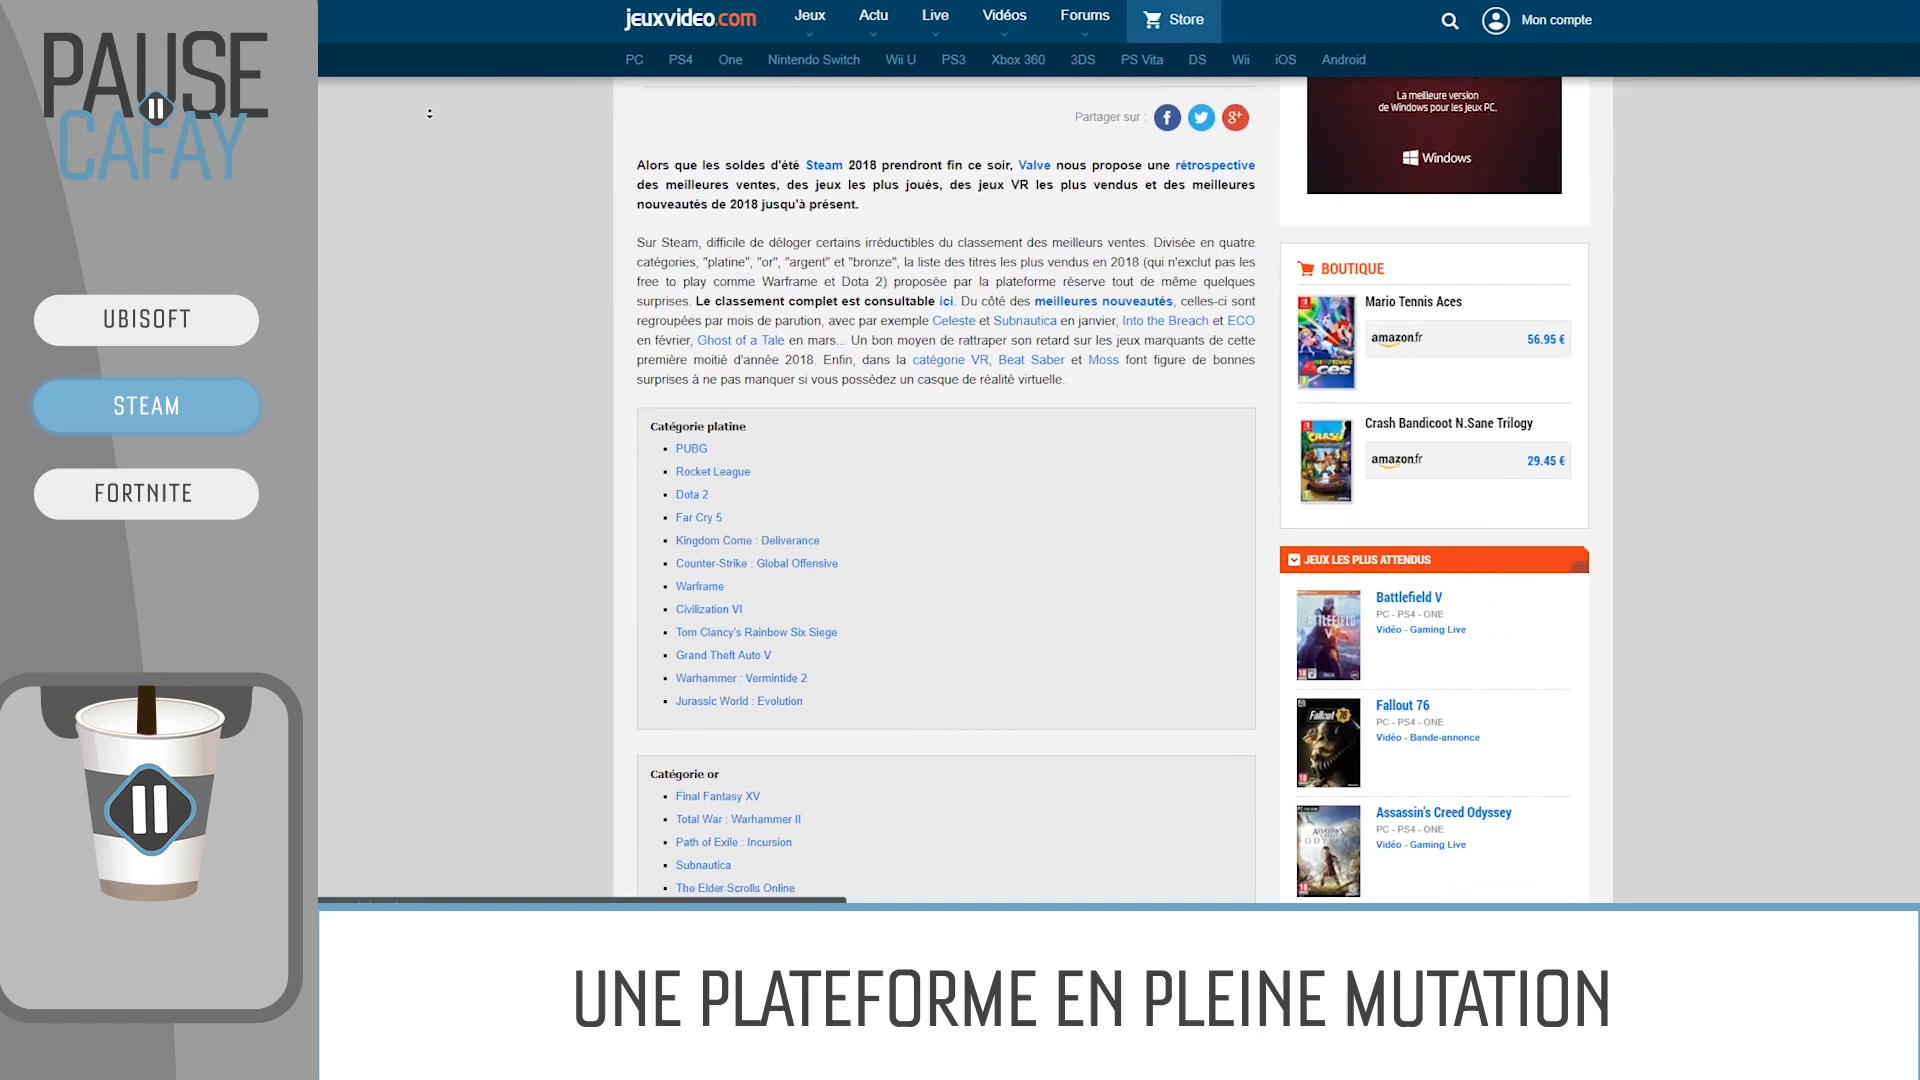 PAUSE
CAFAY
UBISOFT
STEAM
FORTNITE
jeuxvideo.com
Jeux Actu Live Vidéos Forums Store
Mon compte
PC PS4 One Nintendo Switch Wii U PS3 Xbox 360 3DS PS Vita DS Wii iOS Android
Partager sur :
Alors que les soldes d'été Steam 2018 prendront fin ce soir, Valve nous propose une rétrospective
des meilleures ventes, des jeux les plus joués, des jeux VR les plus vendus et des meilleures
nouveautés de 2018 jusqu'à présent.
Sur Steam, difficile de déloger certains irréductibles du classement des meilleurs ventes. Divisée en quatre
catégories, "platine", "or", "argent" et "bronze", la liste des titres les plus vendus en 2018 (qui n'exclut pas les
free to play comme Warframe et Dota 2) proposée par la plateforme réserve tout de même quelques
surprises. Le classement complet est consultable ici. Du côté des meilleures nouveautés, celles-ci sont
regroupées par mois de parution, avec par exemple Celeste et Subnautica en janvier, Into the Breach et ECO
en février, Ghost of a Tale en mars... Un bon moyen de rattraper son retard sur les jeux marquants de cette
première moitié d'année 2018. Enfin, dans la catégorie VR, Beat Saber et Moss font figure de bonnes
surprises à ne pas manquer si vous possédez un casque de réalité virtuelle.
Catégorie platine
PUBG
Rocket League
Dota 2
Far Cry 5
Kingdom Come : Deliverance
Counter-Strike : Global Offensive
Warframe
Civilization VI
Tom Clancy's Rainbow Six Siege
Grand Theft Auto V
Warhammer : Vermintide 2
Jurassic World : Evolution
Catégorie or
Final Fantasy XV
Total War : Warhammer II
Path of Exile : Incursion
Subnautica
The Elder Scrolls Online
La meilleure version
de Windows pour les jeux PC.
Windows
BOUTIQUE
Mario Tennis Aces
amazon.fr 56.95 €
Crash Bandicoot N.Sane Trilogy
amazon.fr 29.45 €
JEUX LES PLUS ATTENDUS
Battlefield V
PC - PS4 - ONE
Vidéo - Gaming Live
Fallout 76
PC - PS4 - ONE
Vidéo - Bande-annonce
Assassin's Creed Odyssey
PC - PS4 - ONE
Vidéo - Gaming Live
UNE PLATEFORME EN PLEINE MUTATION